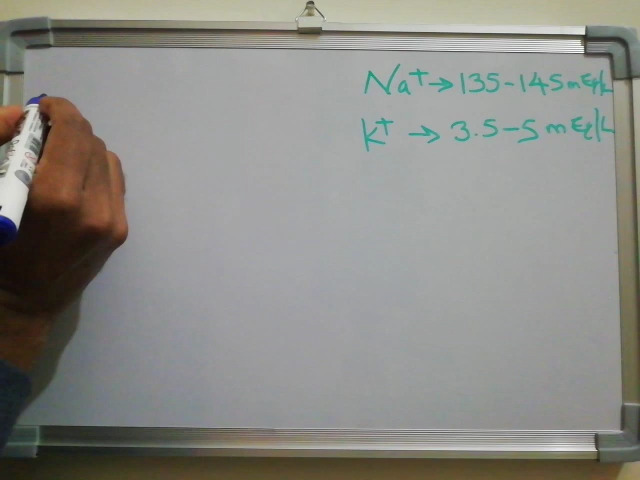 Na⁺ → 135-145 mEq/L
K⁺ → 3.5-5 mEq/L